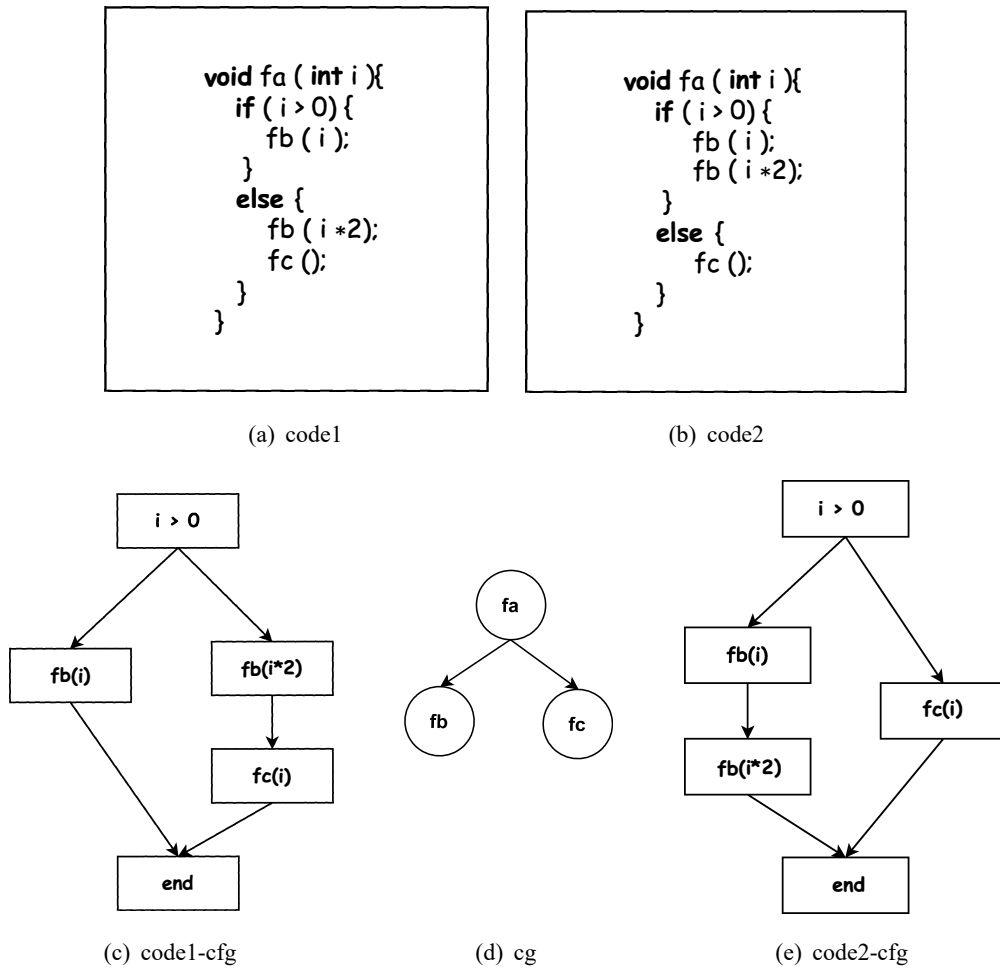 void fa ( int i ){
if ( i > 0) {
fb ( i );
}
else {
fb ( i *2);
fc ();
}
}
(a) code1
void fa ( int i ){
if ( i > 0) {
fb ( i );
fb ( i *2);
}
else {
fc ();
}
}
(b) code2
i > 0
fb(i)
fb(i*2)
fc(i)
end
(c) code1-cfg
fa
fb
fc
(d) cg
i > 0
fb(i)
fc(i)
fb(i*2)
end
(e) code2-cfg